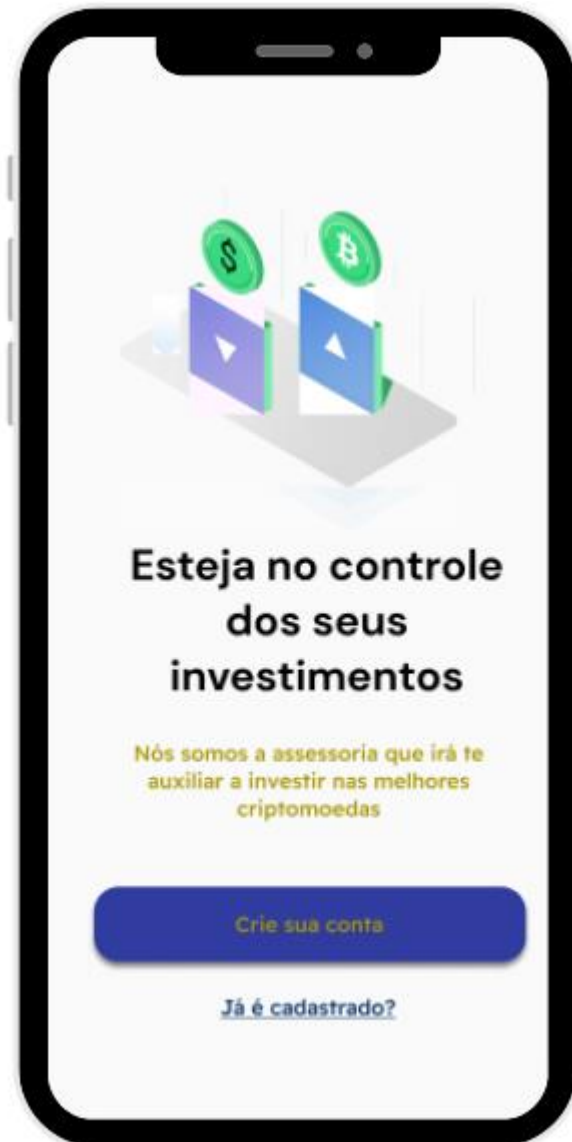 $
₿
Esteja no controle
dos seus
investimentos
Nós somos a assessoria que irá te
auxiliar a investir nas melhores
criptomoedas
Crie sua conta
Já é cadastrado?